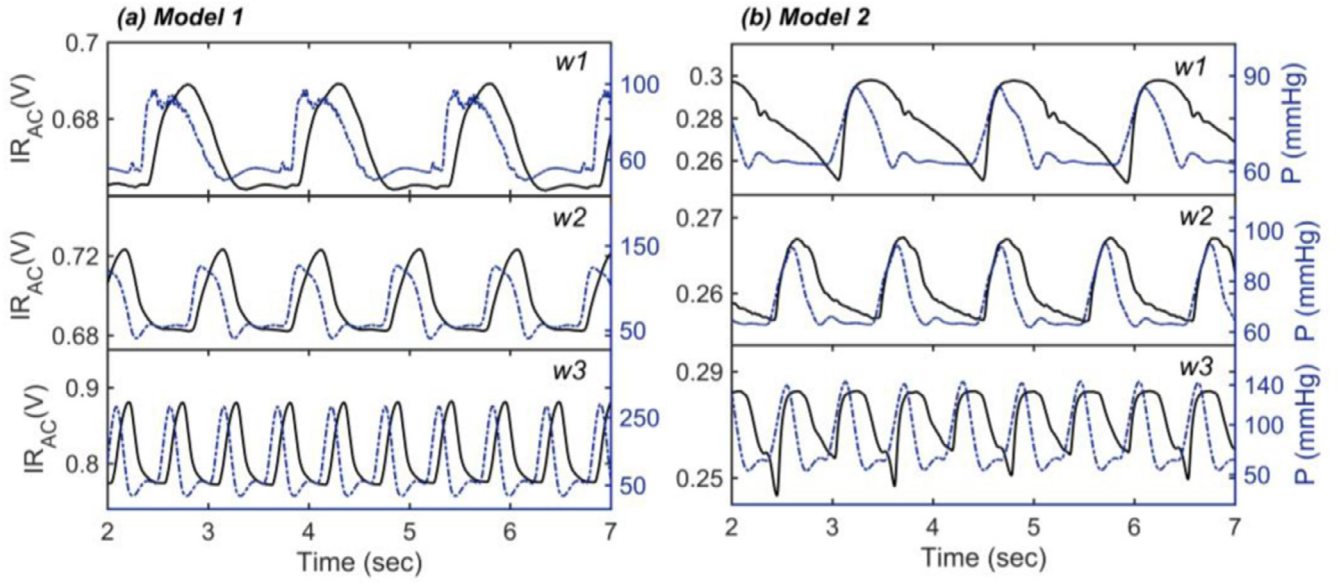 (a) Model 1
(b) Model 2
0.7
0.68
IR_AC(V)
w1
100
60
0.72
0.68
IR_AC(V)
w2
150
50
0.9
0.8
IR_AC(V)
w3
250
50
2 3 4 5 6 7
Time (sec)
0.3
0.28
0.26
w1
90
60
P (mmHg)
0.27
0.26
w2
100
80
60
P (mmHg)
0.29
0.25
w3
140
100
50
P (mmHg)
2 3 4 5 6 7
Time (sec)